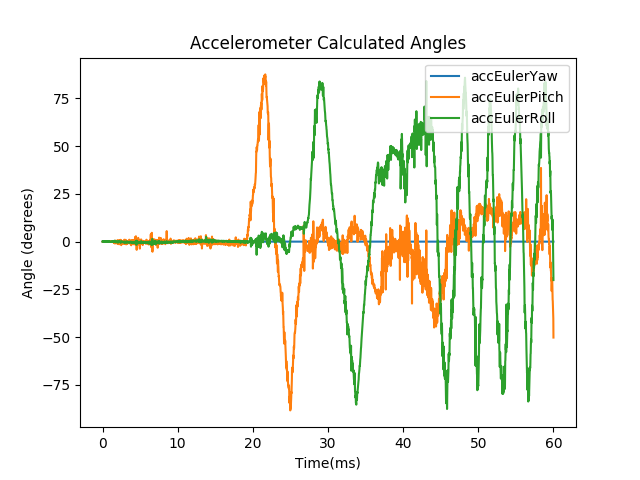 Accelerometer Calculated Angles
accEulerYaw
accEulerPitch
accEulerRoll
Angle (degrees)
75
50
25
0
−25
−50
−75
0 10 20 30 40 50 60
Time(ms)